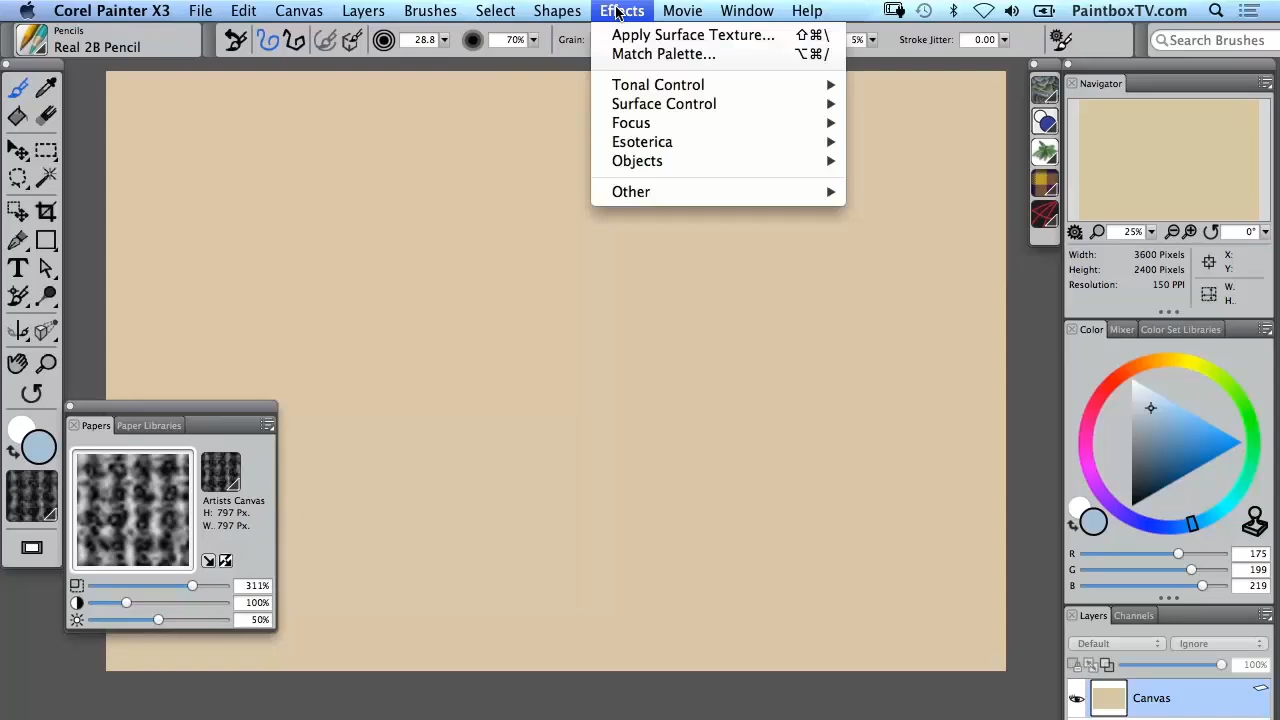 Corel Painter X3 File Edit Canvas Layers Brushes Select Shapes Effects Movie Window Help PaintboxTV.com
Pencils
Real 2B Pencil
28.8
70%
Grain:
5%
Stroke Jitter: 0.00
Search Brushes
Apply Surface Texture... ⇧⌘\
Match Palette... ⌥⌘/
Tonal Control
Surface Control
Focus
Esoterica
Objects
Other
Navigator
25%
0°
Width: 3600 Pixels
Height: 2400 Pixels
Resolution: 150 PPI
X:
Y:
W.
H..
Color Mixer Color Set Libraries
R 175
G 199
B 219
Layers Channels
Default Ignore
100%
Canvas
Papers Paper Libraries
Artists Canvas
H: 797 Px.
W.. 797 Px.
311%
100%
50%
T